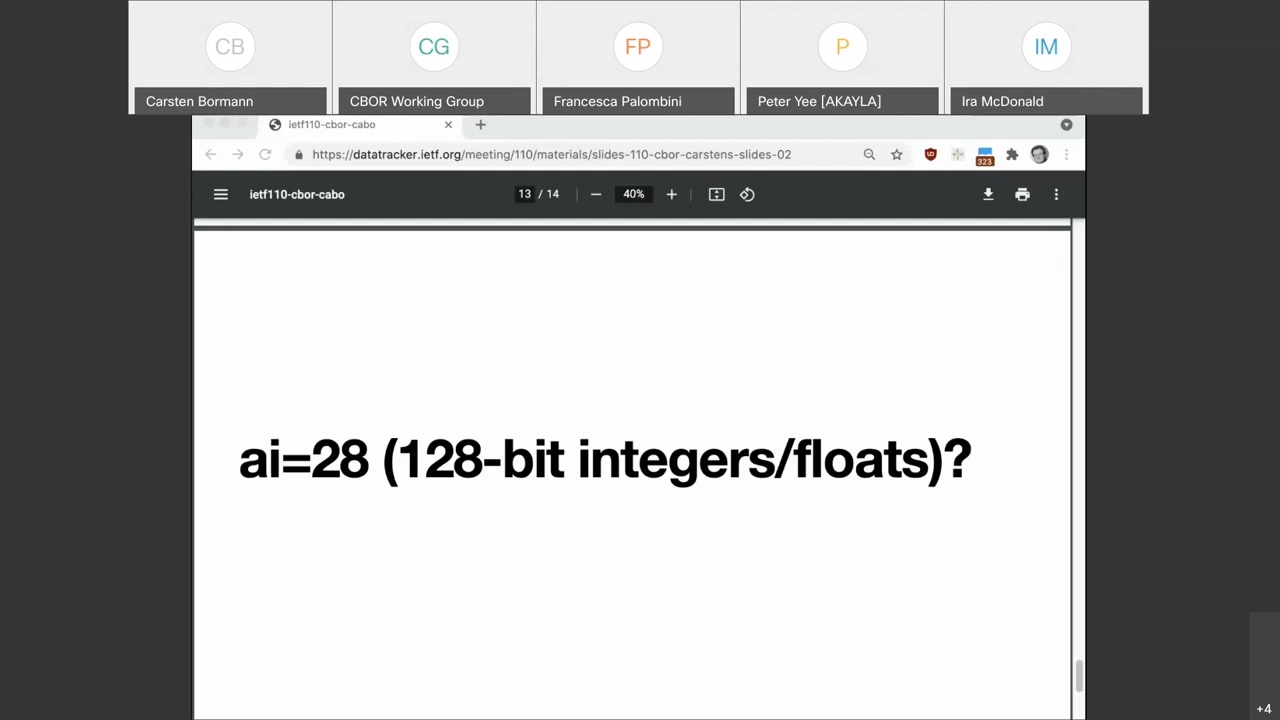 CB
CG
FP
P
IM
Carsten Bormann
CBOR Working Group
Francesca Palombini
Peter Yee [AKAYLA]
Ira McDonald
ietf110-cbor-cabo
https://datatracker.ietf.org/meeting/110/materials/slides-110-cbor-carstens-slides-02
323
ietf110-cbor-cabo
13 / 14
40%
ai=28 (128-bit integers/floats)?
+4